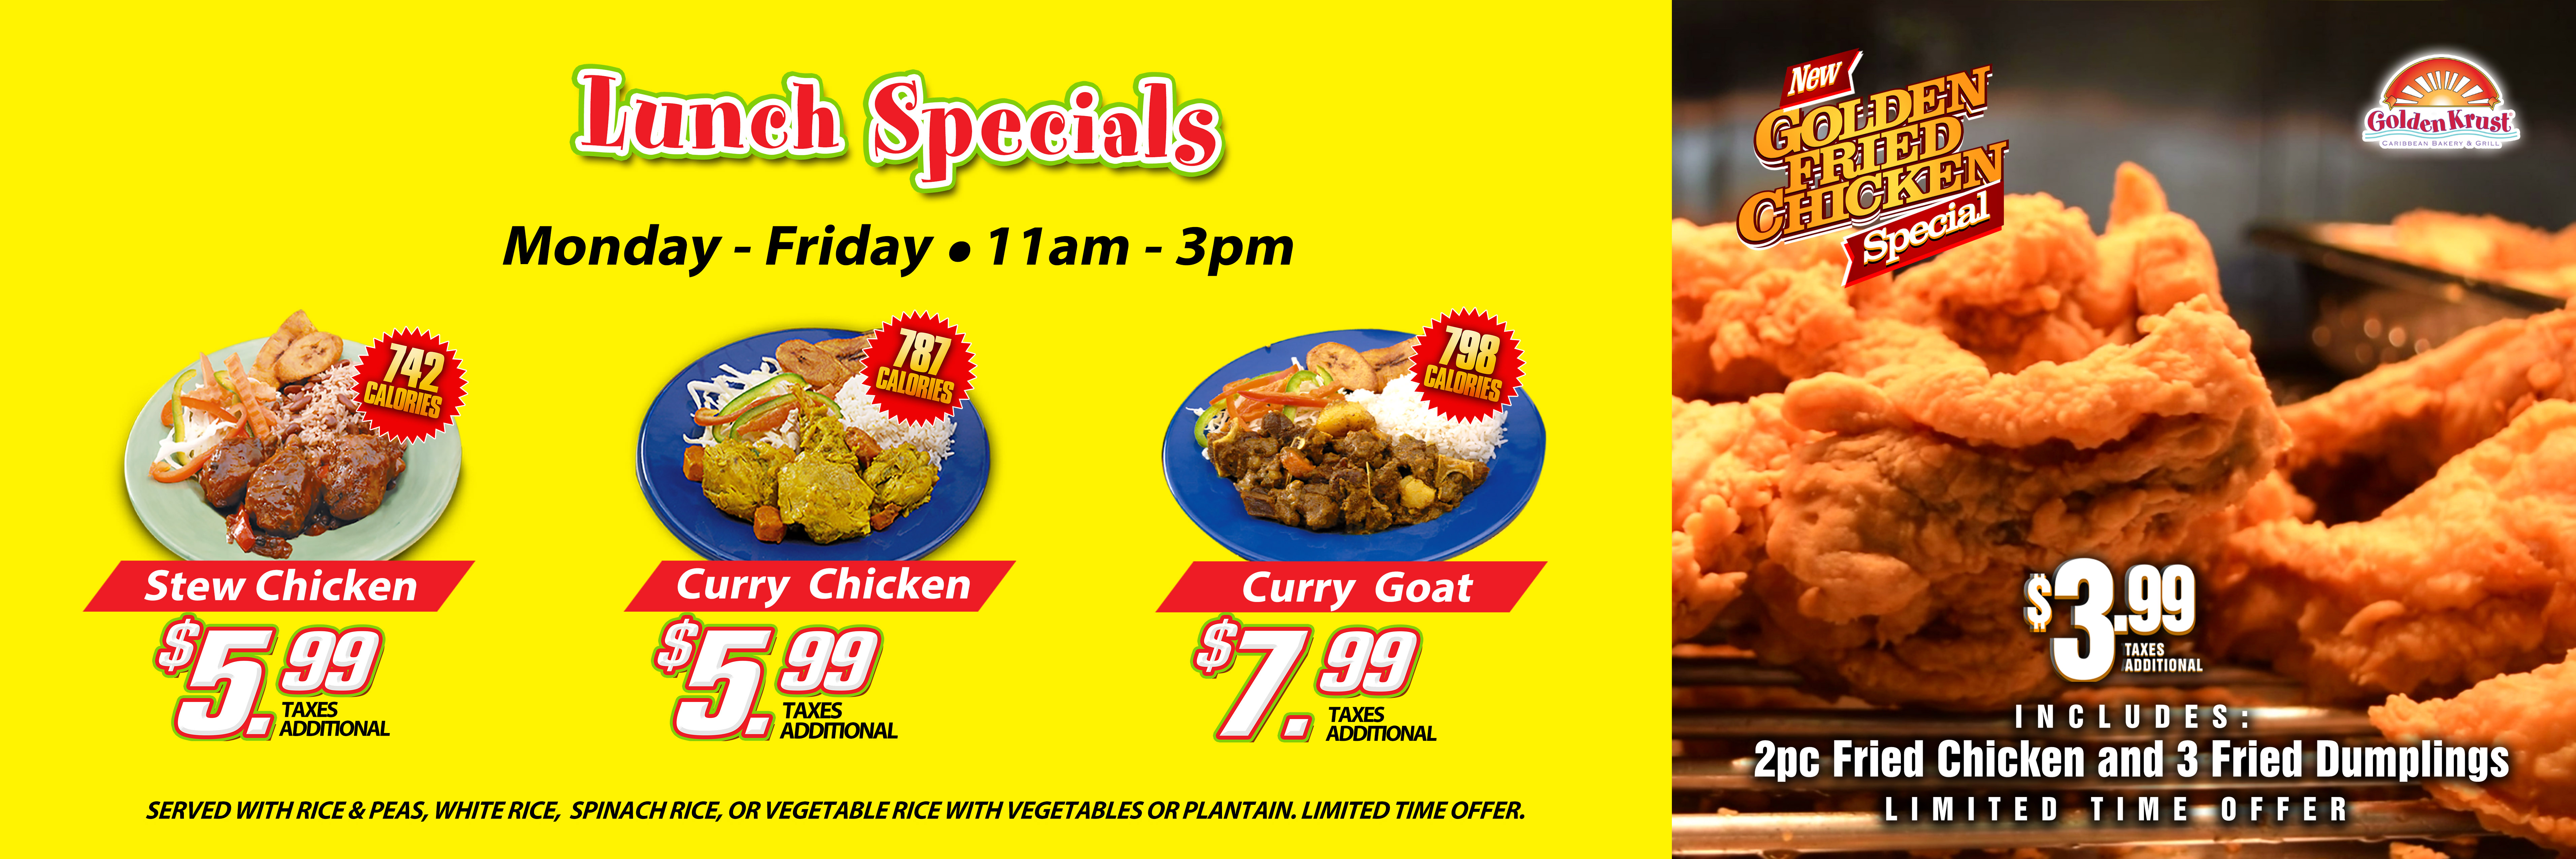 Lunch Specials
Monday - Friday • 11am - 3pm
742
CALORIES
Stew Chicken
$5.99
TAXES
ADDITIONAL
787
CALORIES
Curry Chicken
$5.99
TAXES
ADDITIONAL
798
CALORIES
Curry Goat
$7.99
TAXES
ADDITIONAL
SERVED WITH RICE & PEAS, WHITE RICE, SPINACH RICE, OR VEGETABLE RICE WITH VEGETABLES OR PLANTAIN. LIMITED TIME OFFER.
New
GOLDEN
FRIED
CHICKEN
Special
Golden Krust
CARIBBEAN BAKERY & GRILL
$3.99
TAXES
ADDITIONAL
INCLUDES:
2pc Fried Chicken and 3 Fried Dumplings
LIMITED TIME OFFER